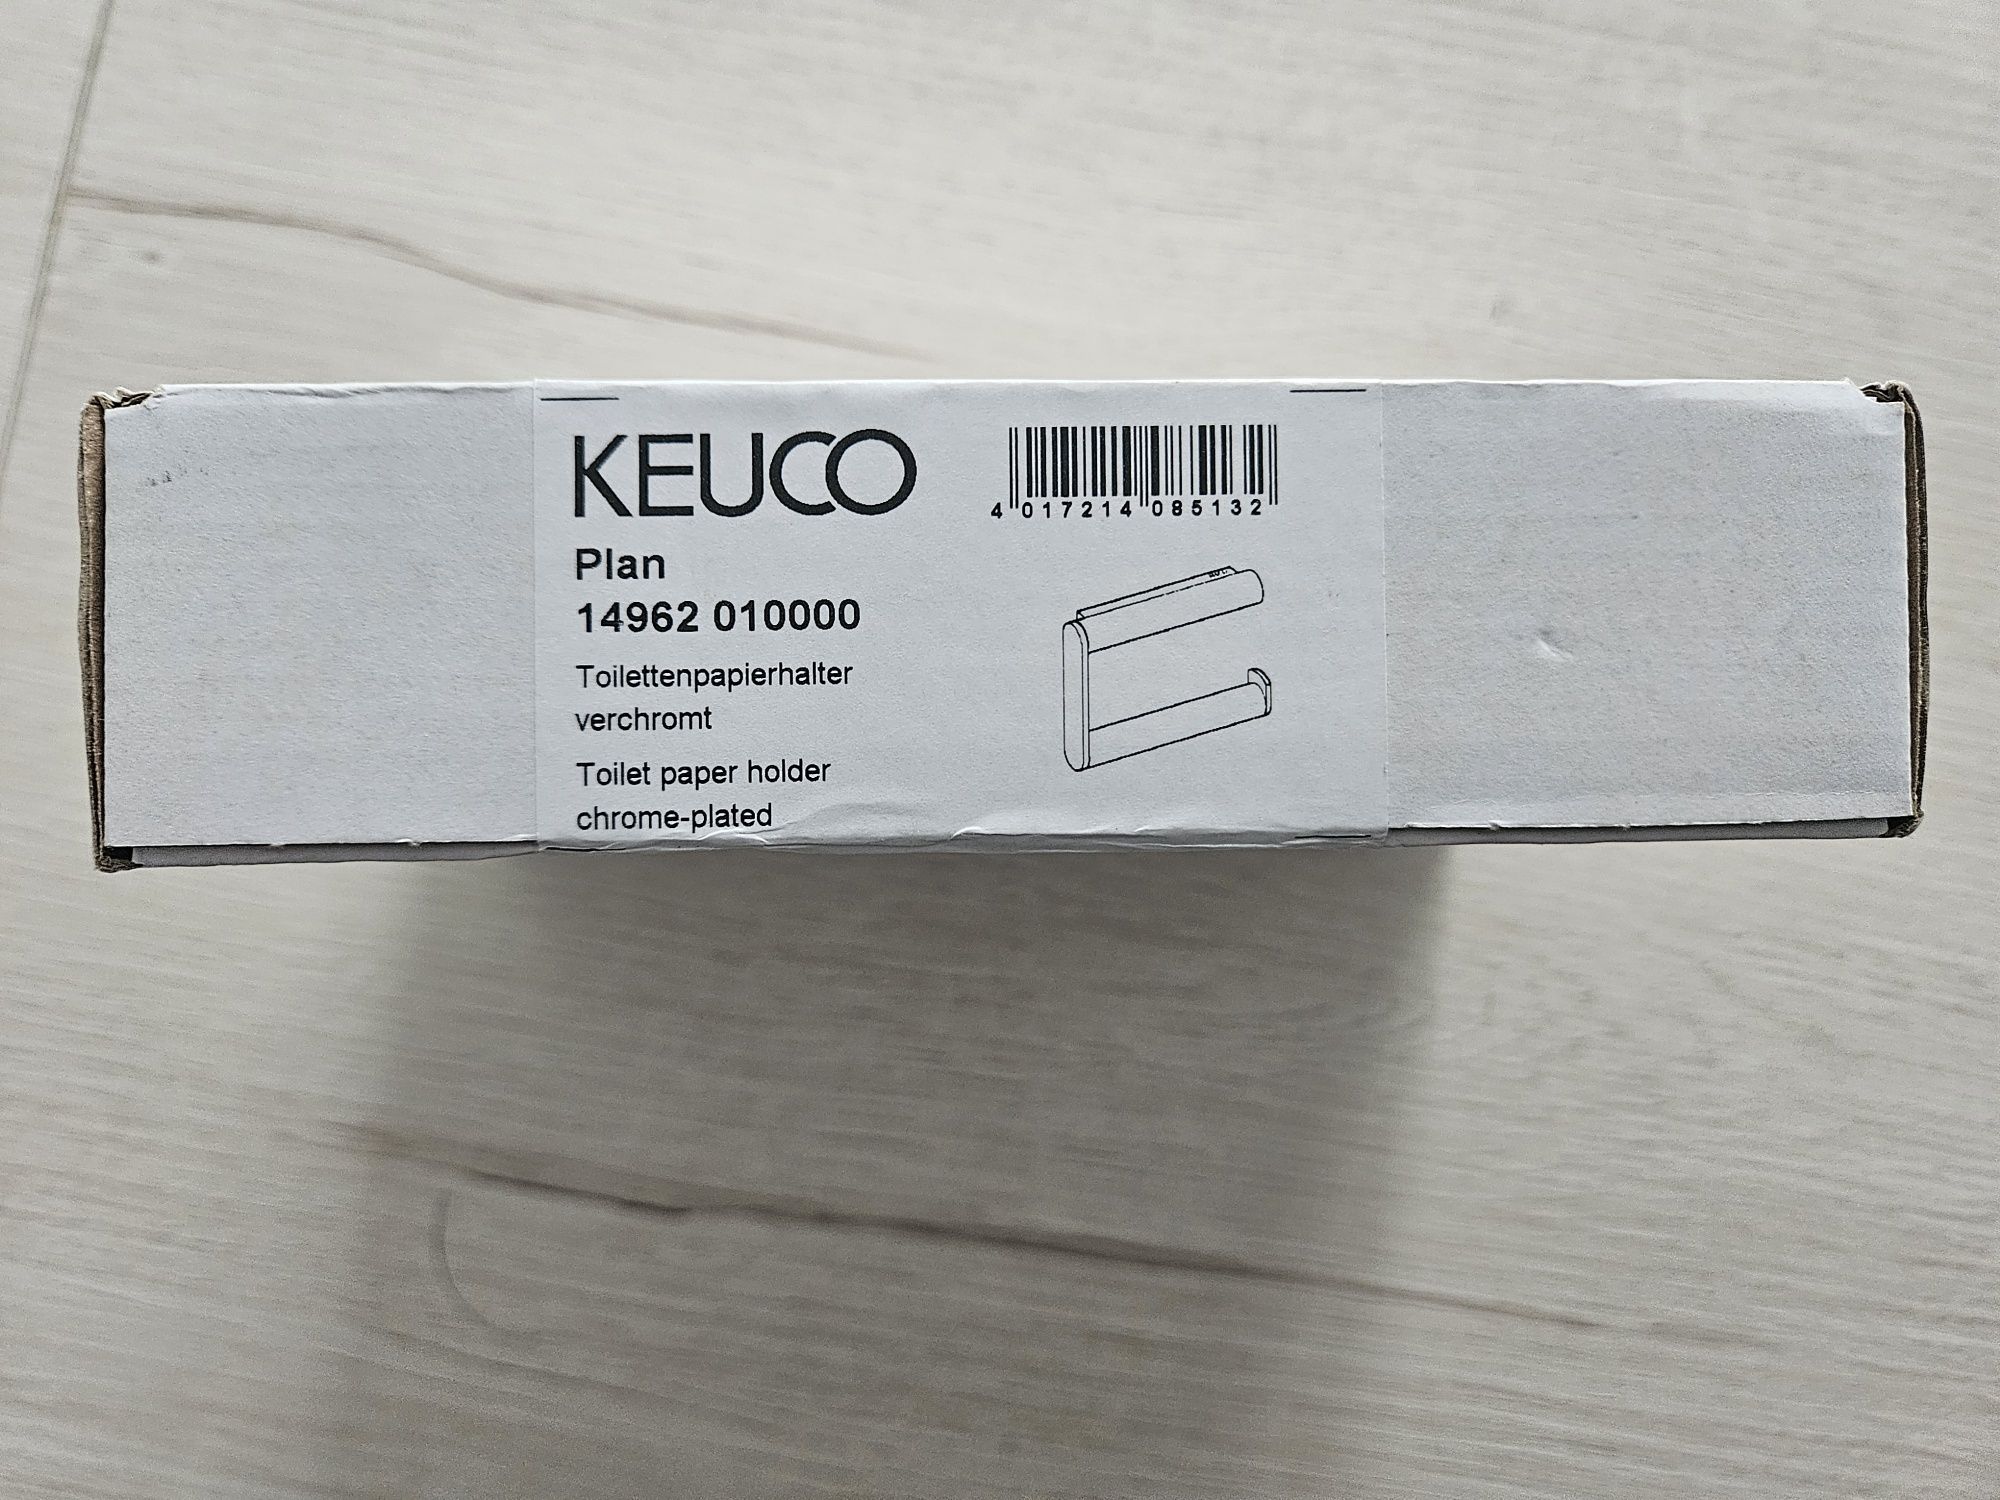 KEUCO
4 017214 085132
Plan
14962 010000
Toilettenpapierhalter
verchromt
Toilet paper holder
chrome-plated